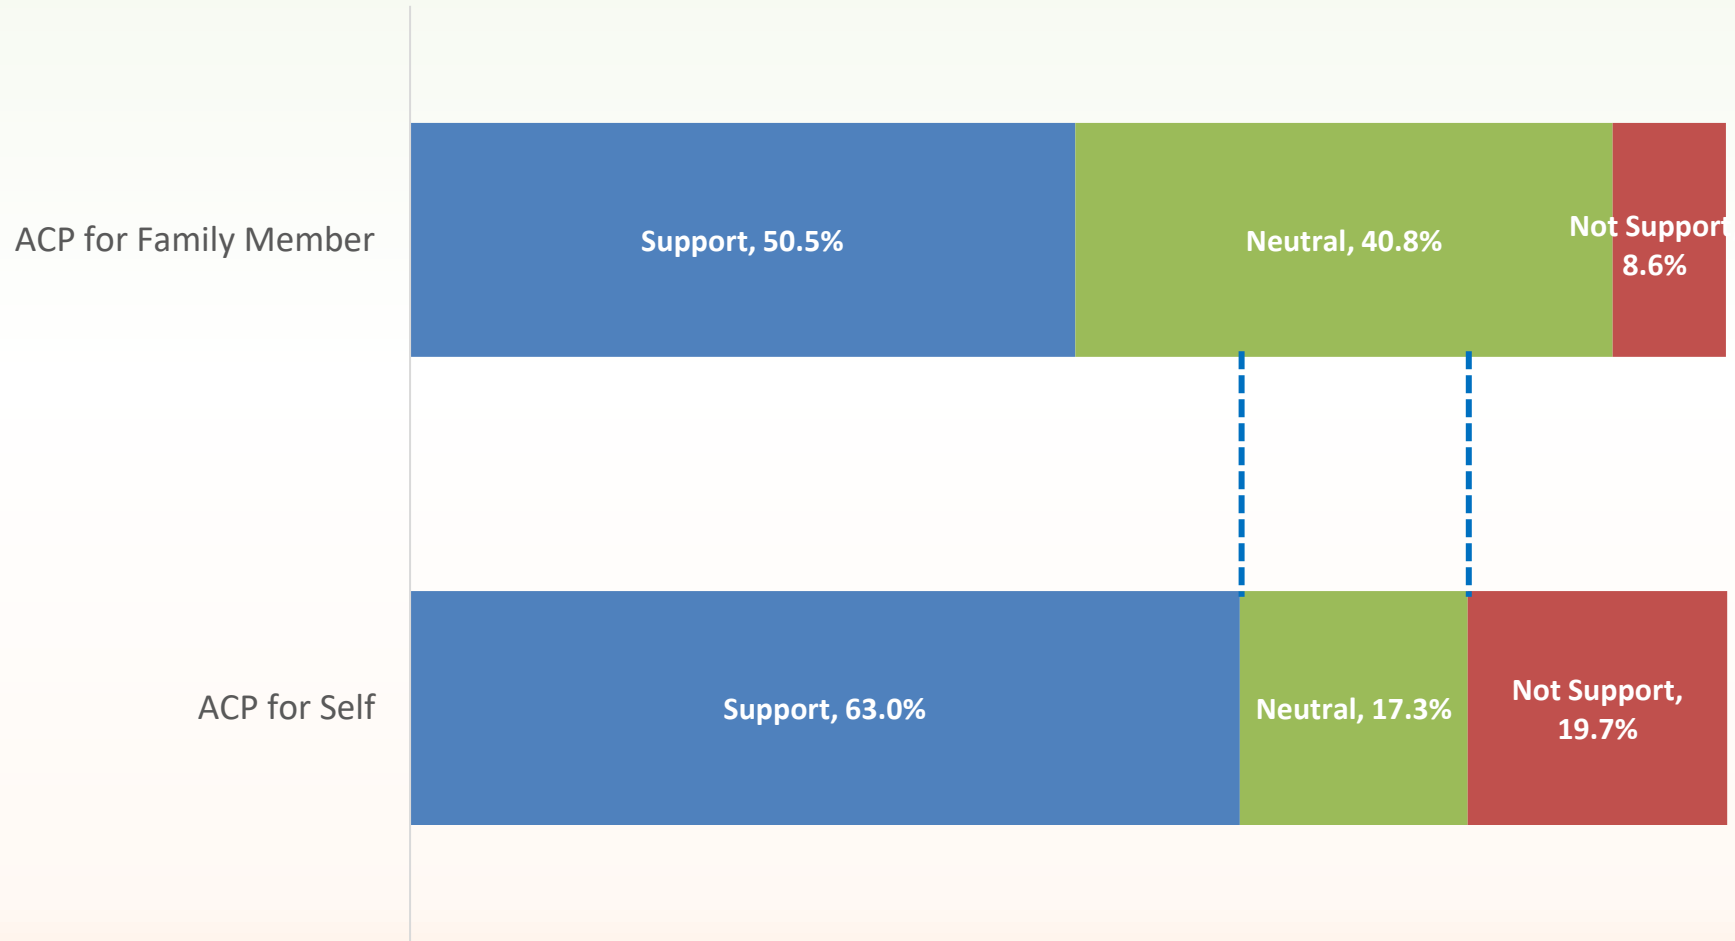 ACP for Family Member
Support, 50.5%
Neutral, 40.8%
Not Support
8.6%
ACP for Self
Support, 63.0%
Neutral, 17.3%
Not Support,
19.7%